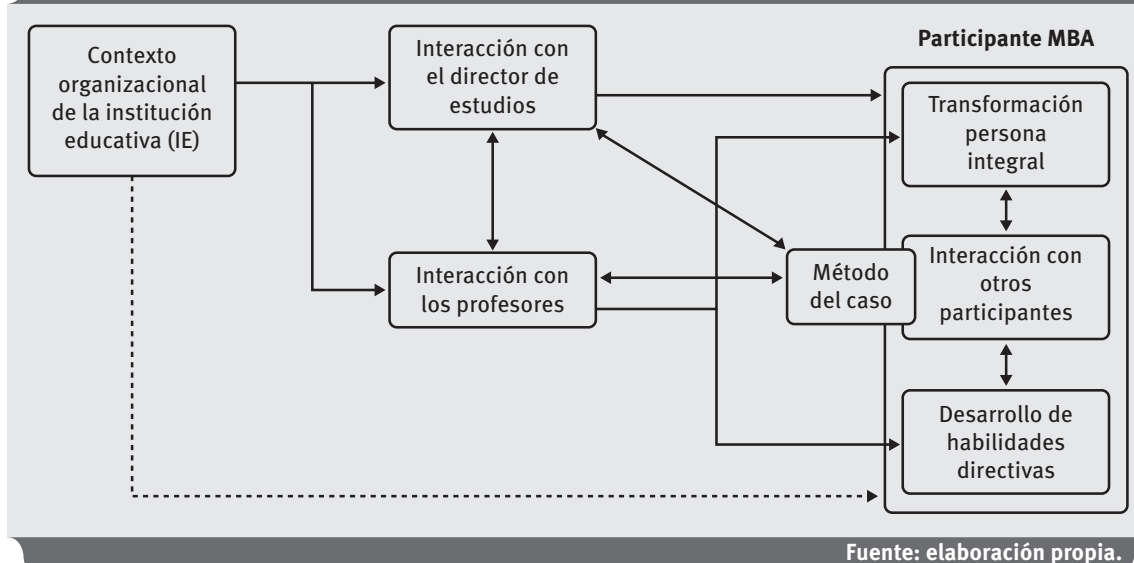 Contexto
organizacional
de la institución
educativa (IE)
Interacción con
el director de
estudios
Interacción con
los profesores
Método
del caso
Participante MBA
Transformación
persona
integral
Interacción con
otros
participantes
Desarrollo de
habilidades
directivas
Fuente: elaboración propia.